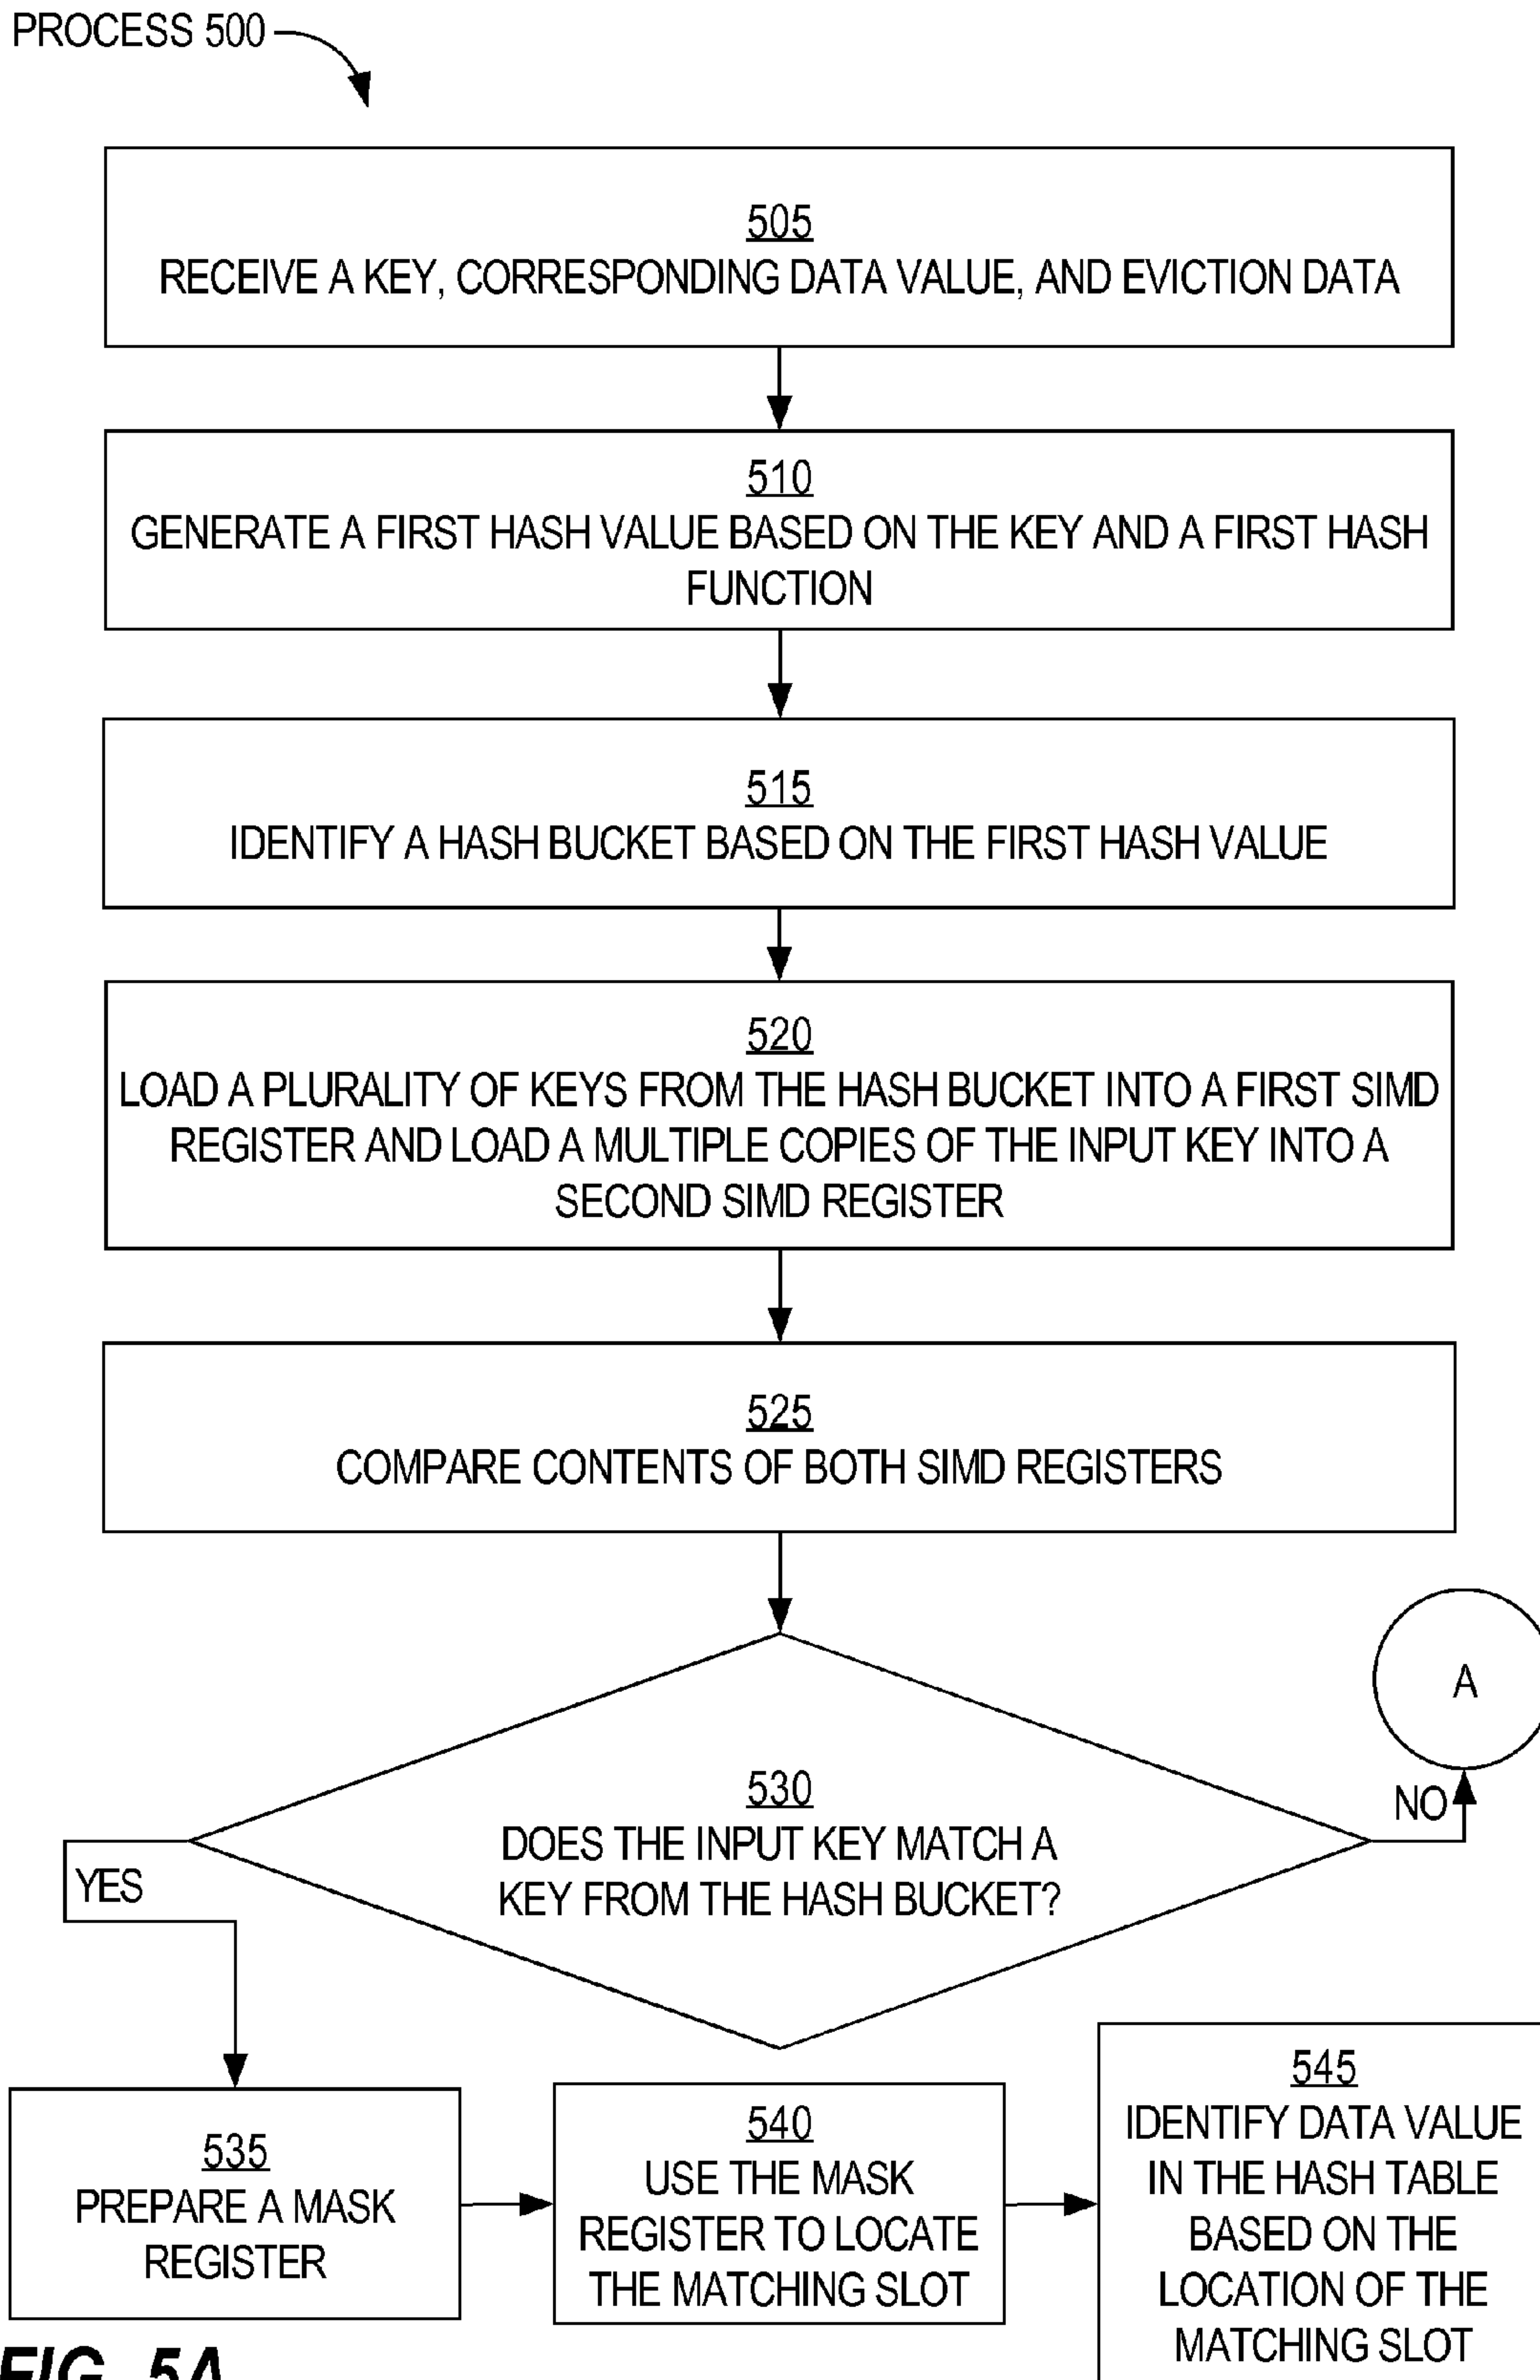 PROCESS 500
505
RECEIVE A KEY, CORRESPONDING DATA VALUE, AND EVICTION DATA
510
GENERATE A FIRST HASH VALUE BASED ON THE KEY AND A FIRST HASH
FUNCTION
515
IDENTIFY A HASH BUCKET BASED ON THE FIRST HASH VALUE
520
LOAD A PLURALITY OF KEYS FROM THE HASH BUCKET INTO A FIRST SIMD
REGISTER AND LOAD A MULTIPLE COPIES OF THE INPUT KEY INTO A
SECOND SIMD REGISTER
525
COMPARE CONTENTS OF BOTH SIMD REGISTERS
A
530
DOES THE INPUT KEY MATCH A
KEY FROM THE HASH BUCKET?
NO
YES
535
PREPARE A MASK
REGISTER
540
USE THE MASK
REGISTER TO LOCATE
THE MATCHING SLOT
545
IDENTIFY DATA VALUE
IN THE HASH TABLE
BASED ON THE
LOCATION OF THE
MATCHING SLOT
FIG. 5A